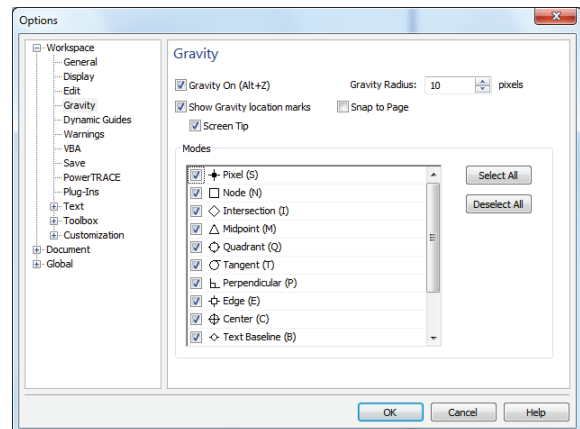 Options
Workspace
General
Display
Edit
Gravity
Dynamic Guides
Warnings
VBA
Save
PowerTRACE
Plug-Ins
Text
Toolbox
Customization
Document
Global
Gravity
Gravity On (Alt+Z)
Gravity Radius: 10 pixels
Show Gravity location marks
Snap to Page
Screen Tip
Modes
Pixel (S)
Node (N)
Intersection (I)
Midpoint (M)
Quadrant (Q)
Tangent (T)
Perpendicular (P)
Edge (E)
Center (C)
Text Baseline (B)
Select All
Deselect All
OK
Cancel
Help